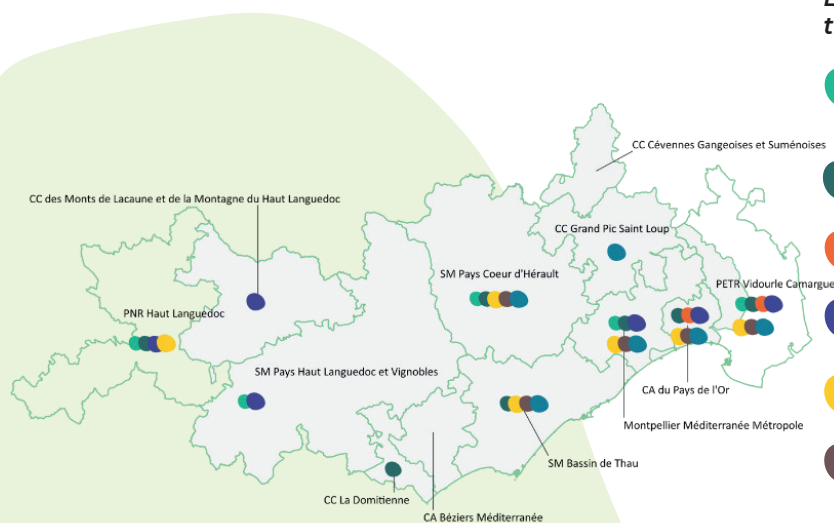 CC Cévennes Gangeoises et Suménoises
CC des Monts de Lacaune et de la Montagne du Haut Languedoc
CC Grand Pic Saint Loup
SM Pays Coeur d'Hérault
PETR Vidourle Camargue
PNR Haut Languedoc
SM Pays Haut Languedoc et Vignobles
CA du Pays de l'Or
Montpellier Méditerranée Métropole
SM Bassin de Thau
CC La Domitienne
CA Béziers Méditerranée